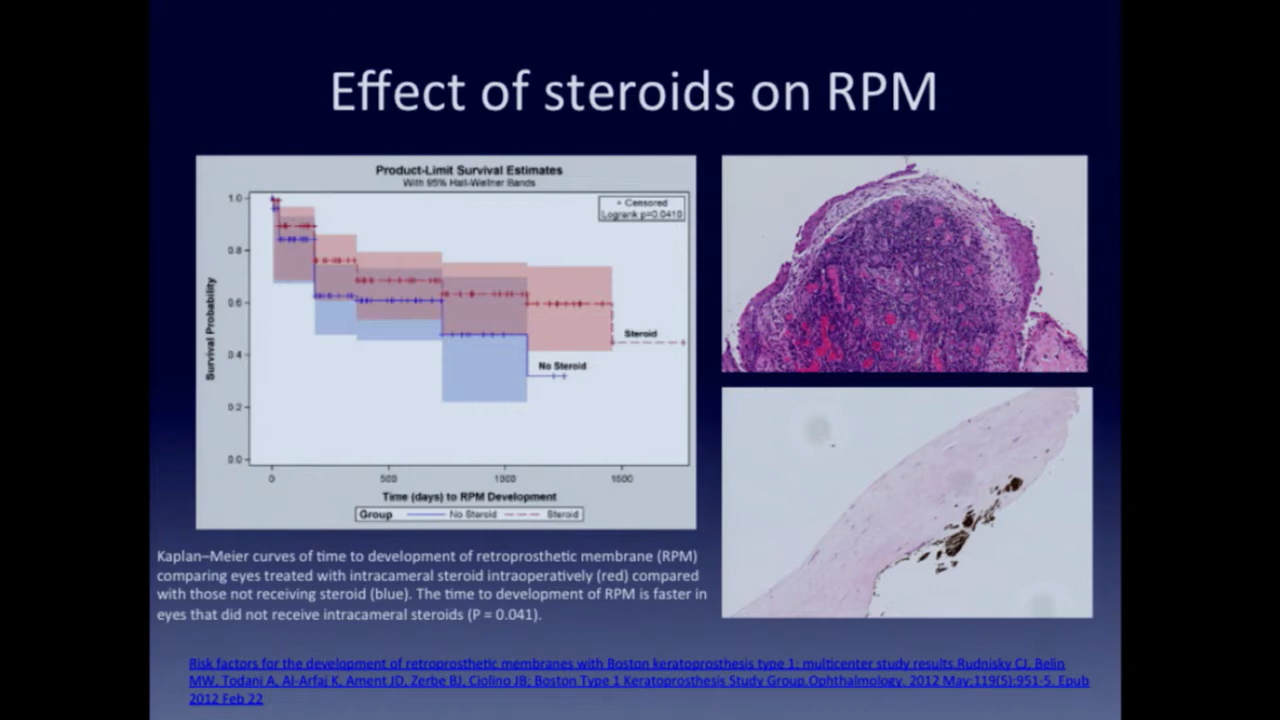 Effect of steroids on RPM
Product-Limit Survival Estimates
With 95% Hall-Wellner Bands
+ Censored
Logrank p=0.0410
1.0
0.8
0.6
0.4
0.2
0.0
Survival Probability
Steroid
No Steroid
0
500
1000
1500
Time (days) to RPM Development
Group No Steroid Steroid
Kaplan–Meier curves of time to development of retroprosthetic membrane (RPM)
comparing eyes treated with intracameral steroid intraoperatively (red) compared
with those not receiving steroid (blue). The time to development of RPM is faster in
eyes that did not receive intracameral steroids (P = 0.041).
Risk factors for the development of retroprosthetic membranes with Boston keratoprosthesis type 1: multicenter study results.Rudnisky CJ, Belin
MW, Todani A, Al-Arfaj K, Ament JD, Zerbe BJ, Ciolino JB; Boston Type 1 Keratoprosthesis Study Group.Ophthalmology. 2012 May;119(5):951-5. Epub
2012 Feb 22